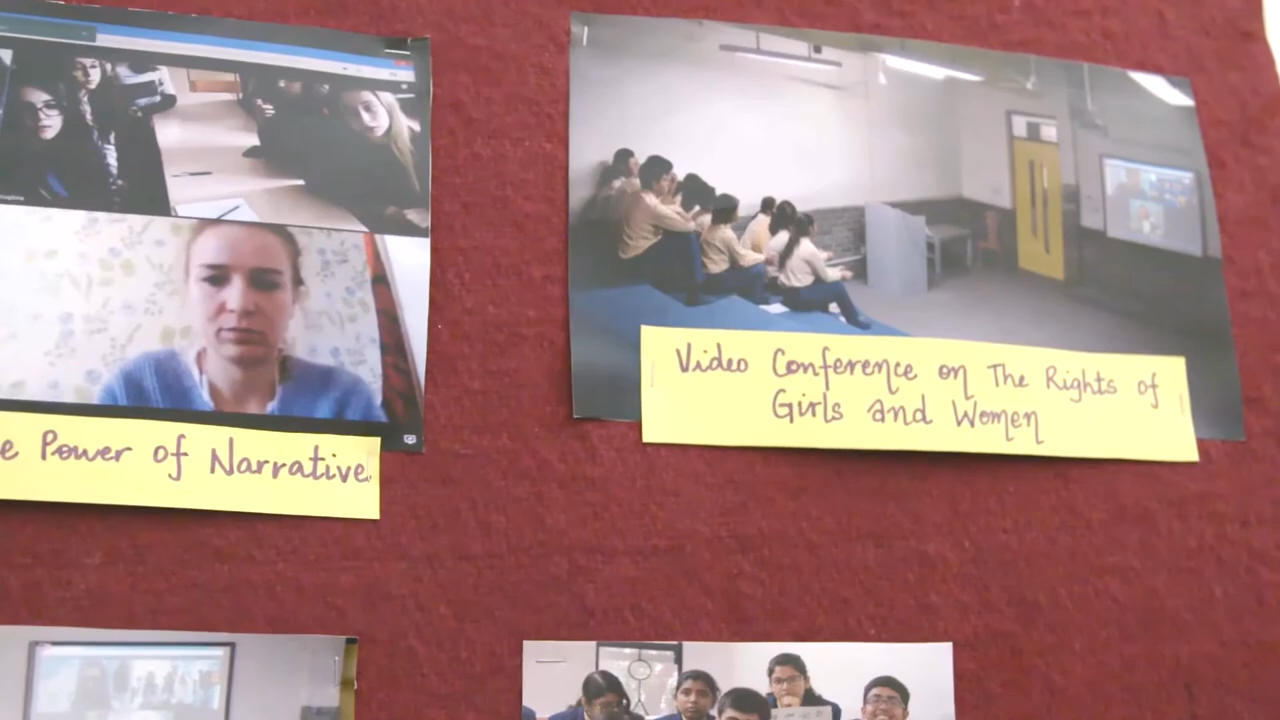 e Power of Narrative.
Video Conference on The Rights of
Girls and Women